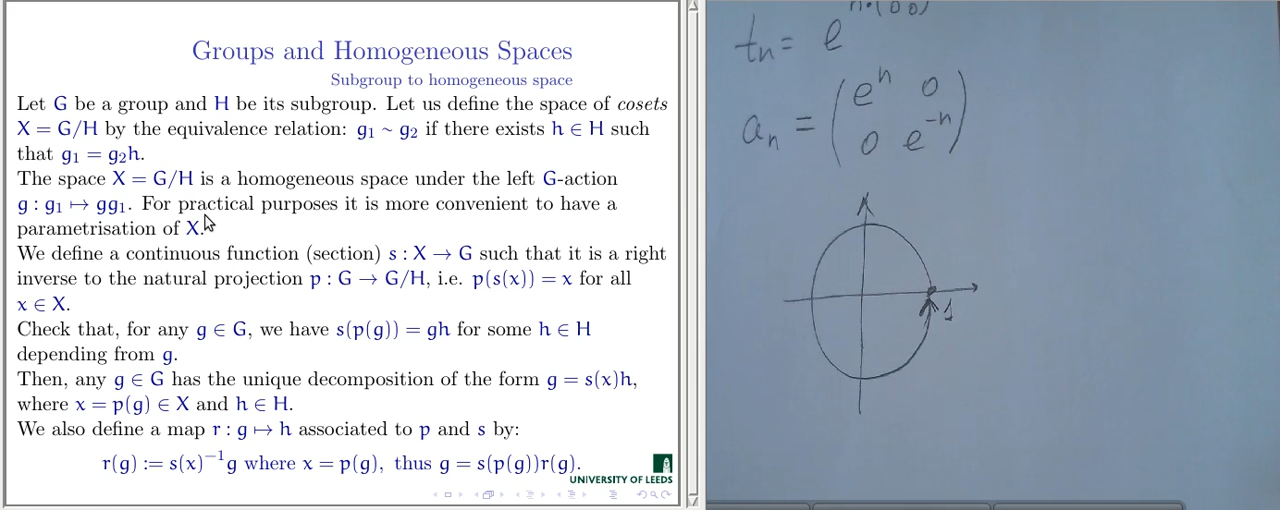 Groups and Homogeneous Spaces
Subgroup to homogeneous space
Let G be a group and H be its subgroup. Let us define the space of cosets
X = G/H by the equivalence relation: g₁ ~ g₂ if there exists h ∈ H such
that g₁ = g₂h.
The space X = G/H is a homogeneous space under the left G-action
g : g₁ ↦ gg₁. For practical purposes it is more convenient to have a
parametrisation of X.
We define a continuous function (section) s : X → G such that it is a right
inverse to the natural projection p : G → G/H, i.e. p(s(x)) = x for all
x ∈ X.
Check that, for any g ∈ G, we have s(p(g)) = gh for some h ∈ H
depending from g.
Then, any g ∈ G has the unique decomposition of the form g = s(x)h,
where x = p(g) ∈ X and h ∈ H.
We also define a map r : g ↦ h associated to p and s by:
r(g) := s(x)⁻¹g where x = p(g), thus g = s(p(g))r(g).
UNIVERSITY OF LEEDS
tₙ = e
aₙ = (eⁿ 0
0 e⁻ⁿ)
1